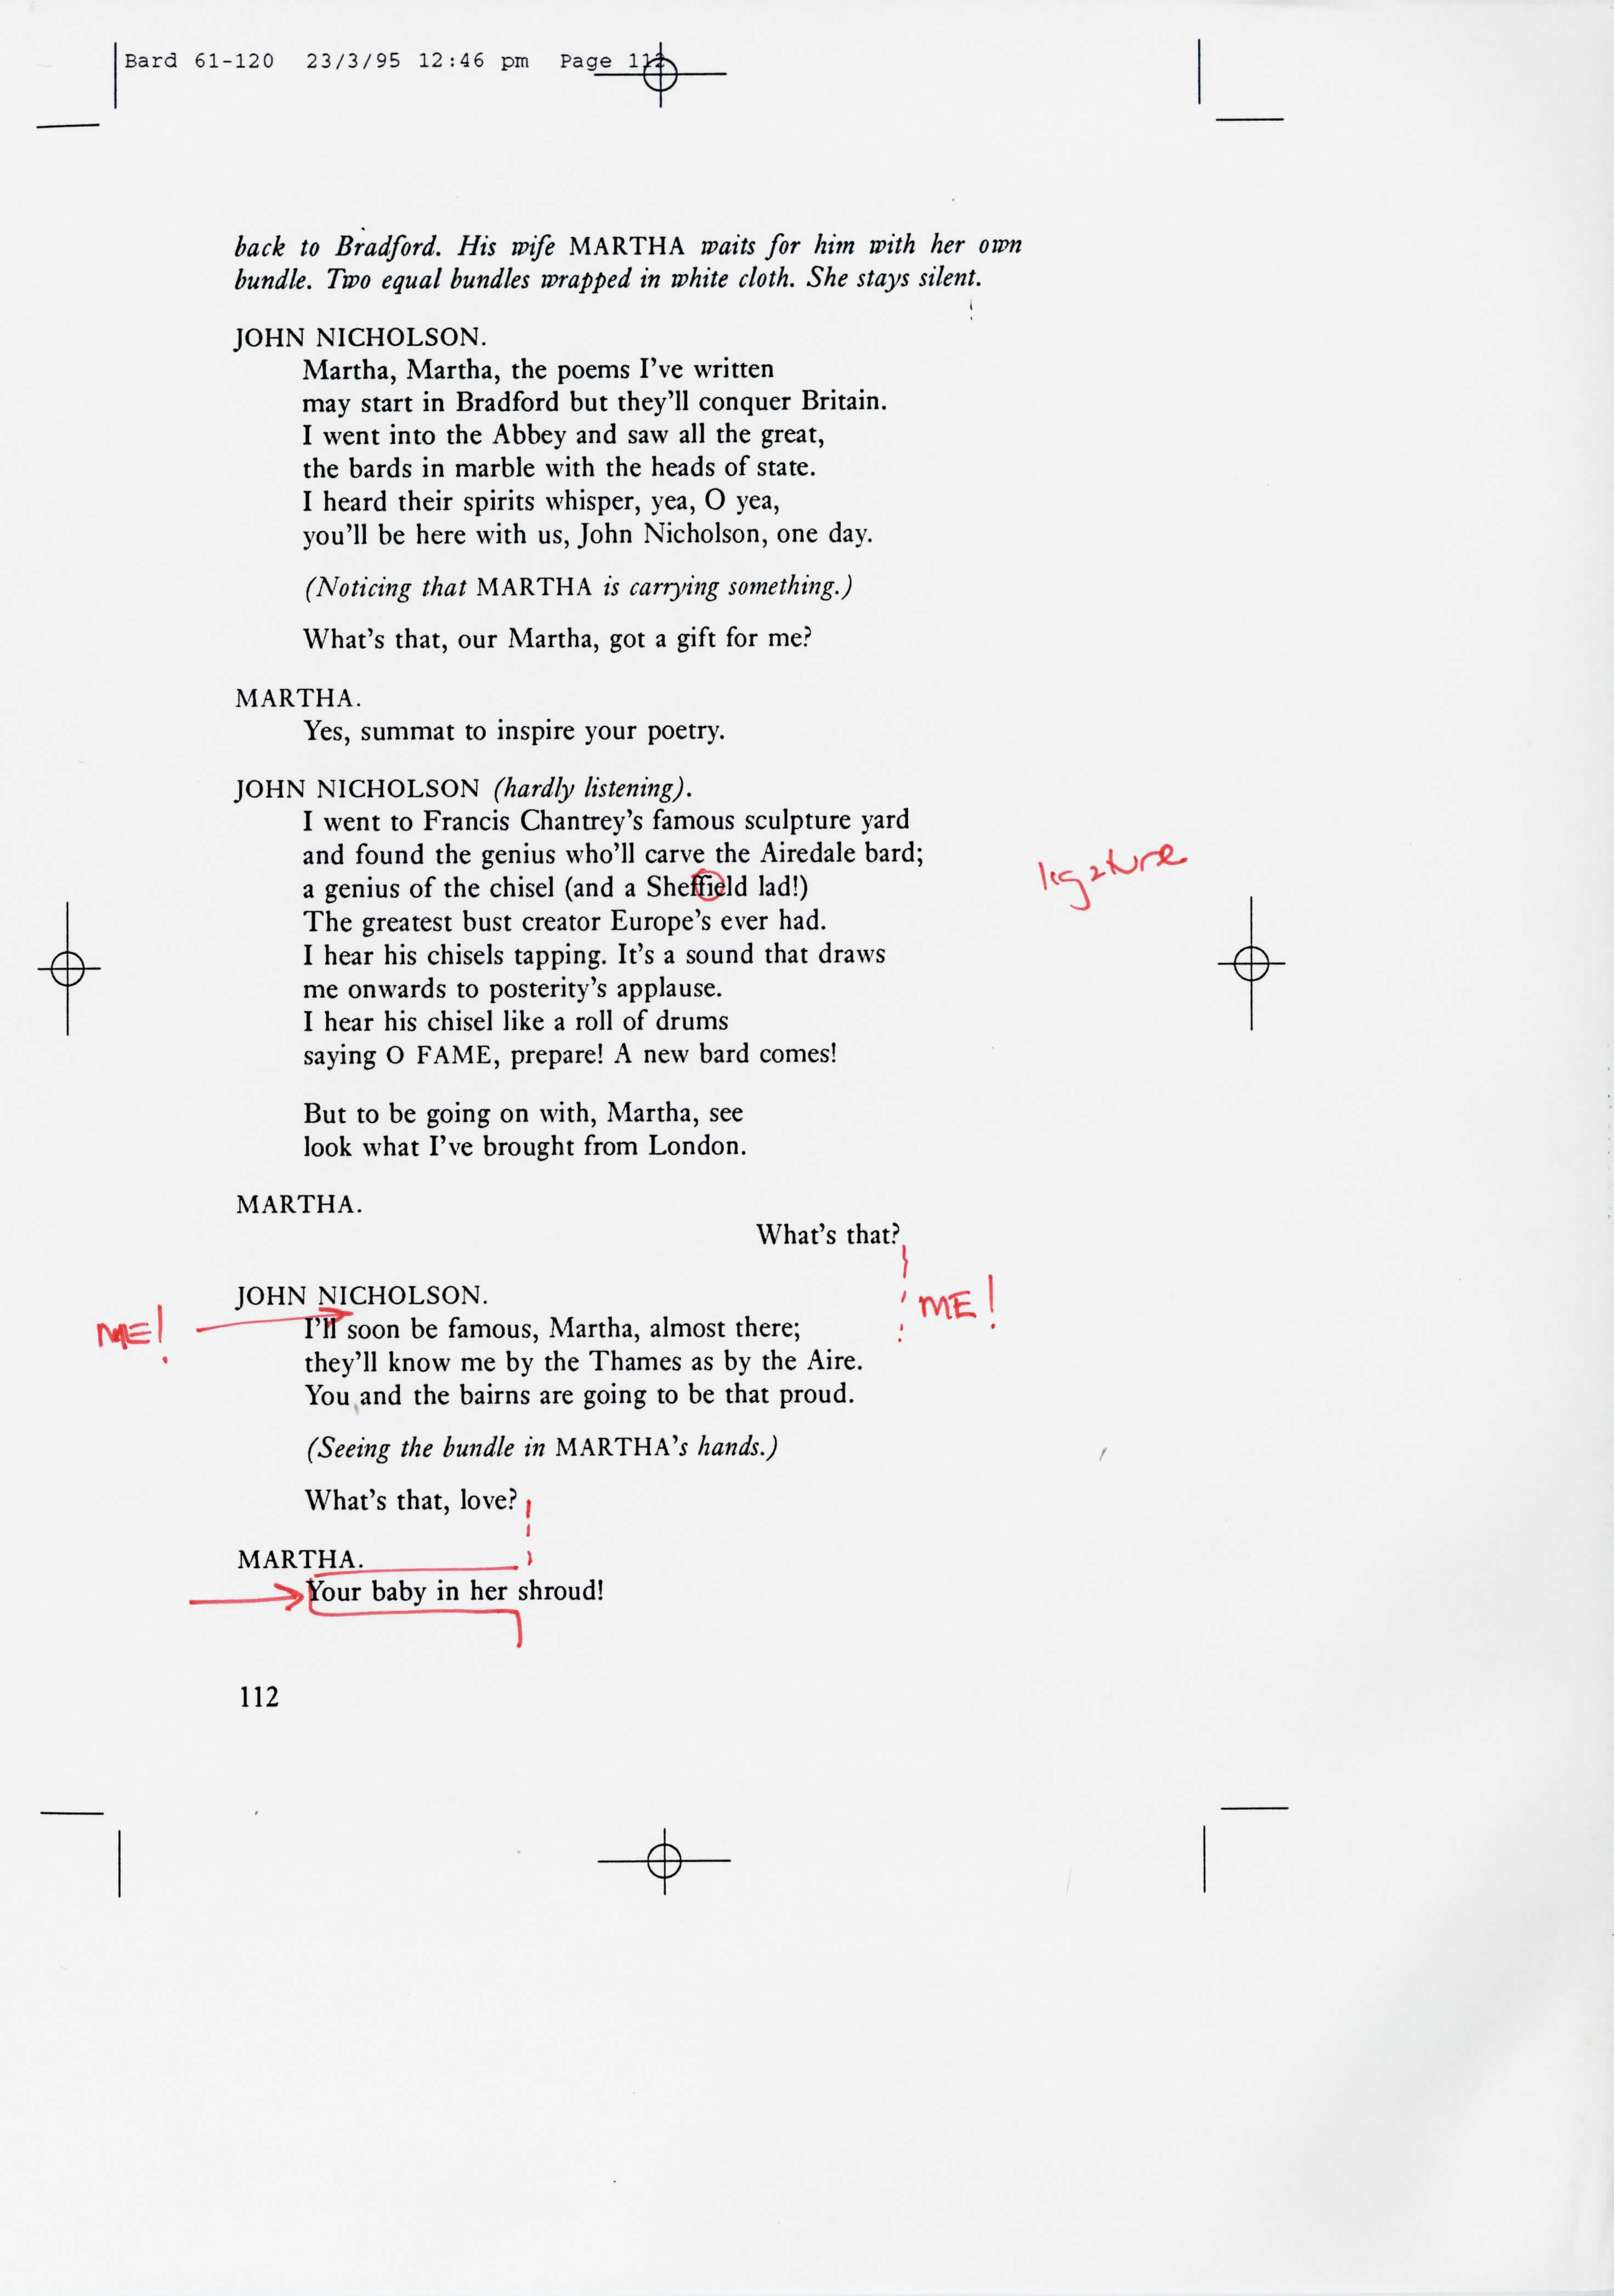 Bard 61-120 23/3/95 12:46 pm Page 112
back to Bradford. His wife MARTHA waits for him with her own
bundle. Two equal bundles wrapped in white cloth. She stays silent.
JOHN NICHOLSON.
Martha, Martha, the poems I've written
may start in Bradford but they'll conquer Britain.
I went into the Abbey and saw all the great,
the bards in marble with the heads of state.
I heard their spirits whisper, yea, O yea,
you'll be here with us, John Nicholson, one day.
(Noticing that MARTHA is carrying something.)
What's that, our Martha, got a gift for me?
MARTHA.
Yes, summat to inspire your poetry.
JOHN NICHOLSON (hardly listening).
I went to Francis Chantrey's famous sculpture yard
and found the genius who'll carve the Airedale bard;
ligature
a genius of the chisel (and a Sheffield lad!)
The greatest bust creator Europe's ever had.
I hear his chisels tapping. It's a sound that draws
me onwards to posterity's applause.
I hear his chisel like a roll of drums
saying O FAME, prepare! A new bard comes!
But to be going on with, Martha, see
look what I've brought from London.
MARTHA.
What's that?
JOHN NICHOLSON.
ME!
ME!
I'll soon be famous, Martha, almost there;
they'll know me by the Thames as by the Aire.
You and the bairns are going to be that proud.
(Seeing the bundle in MARTHA's hands.)
What's that, love?
MARTHA.
Your baby in her shroud!
112